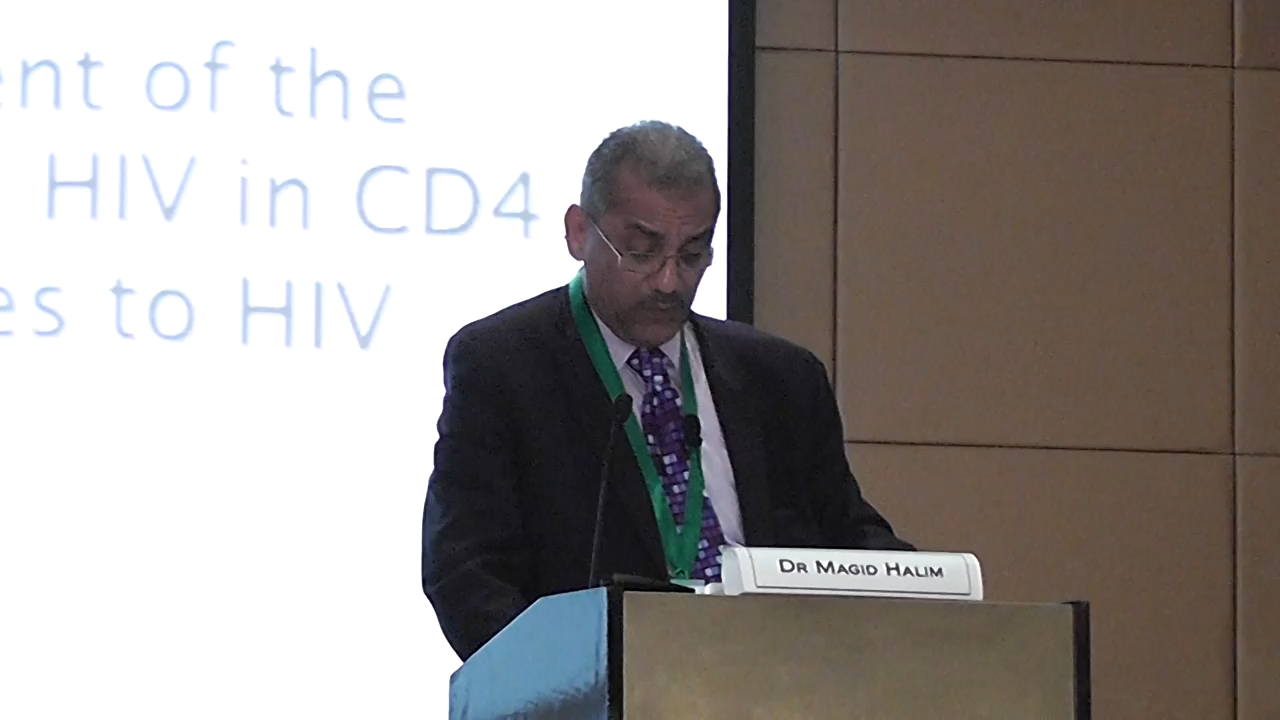 ent of the
HIV in CD4
es to HIV
DR MAGID HALIM